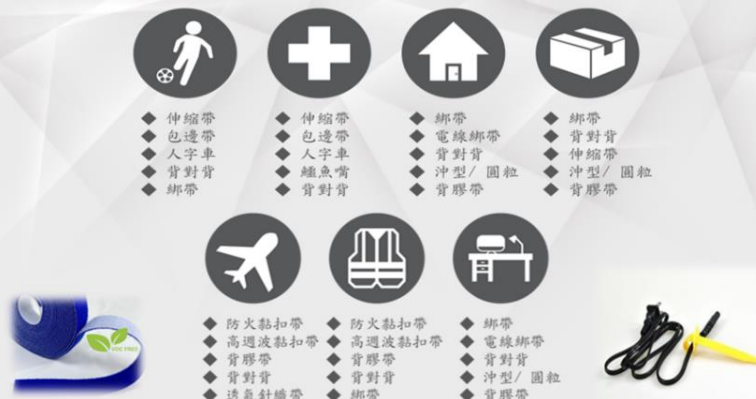 ◆ 伸縮帶
◆ 包邊帶
◆ 人字車
◆ 背對背
◆ 綁帶
◆ 伸縮帶
◆ 包邊帶
◆ 人字車
◆ 鱷魚嘴
◆ 背對背
◆ 綁帶
◆ 電線綁帶
◆ 背對背
◆ 沖型/ 圓粒
◆ 背膠帶
◆ 綁帶
◆ 背對背
◆ 伸縮帶
◆ 沖型/ 圓粒
◆ 背膠帶
◆ 防火黏扣帶
◆ 高週波黏扣帶
◆ 背膠帶
◆ 背對背
◆ 透氣針織帶
◆ 防火黏扣帶
◆ 高週波黏扣帶
◆ 背膠帶
◆ 背對背
◆ 綁帶
◆ 綁帶
◆ 電線綁帶
◆ 背對背
◆ 沖型/ 圓粒
◆ 背膠帶